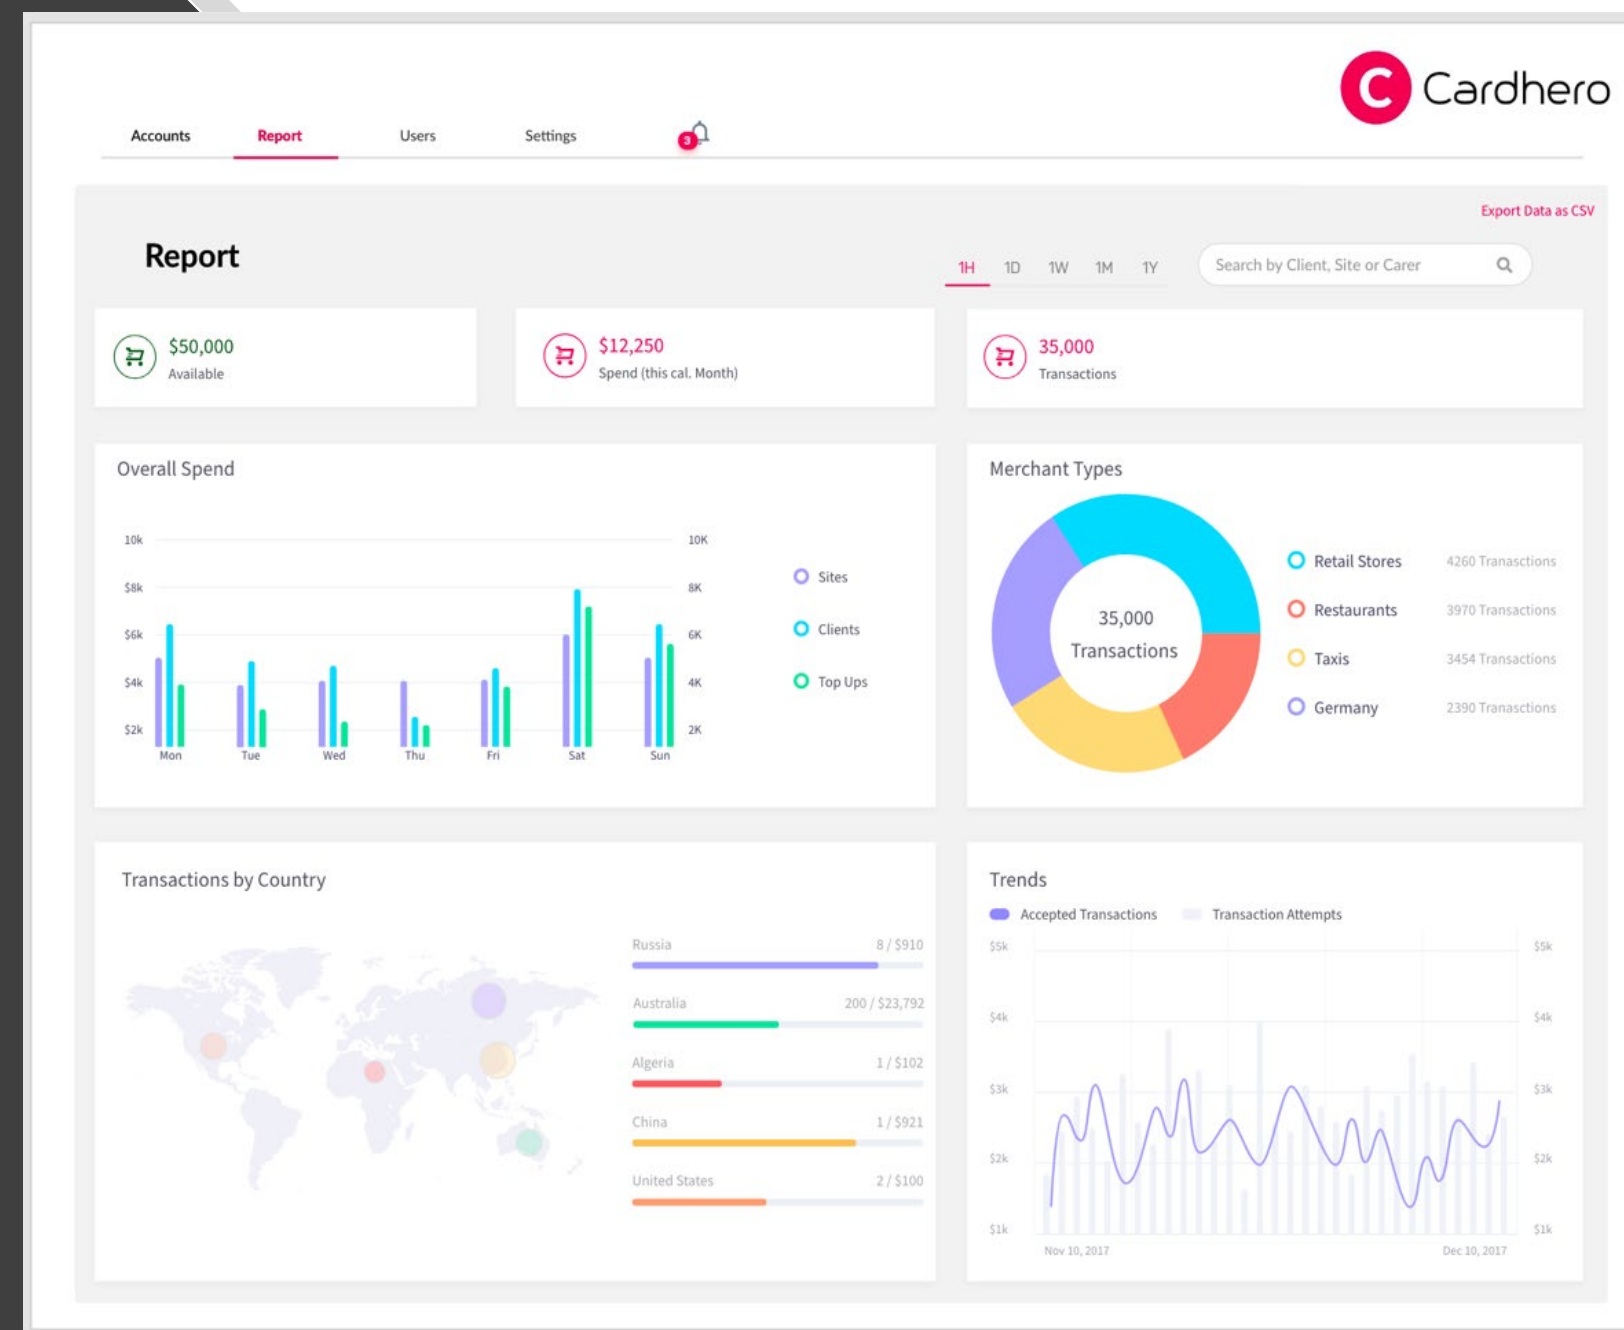 C Cardhero
Accounts Report Users Settings 3
Export Data as CSV
Report
1H 1D 1W 1M 1Y
Search by Client, Site or Carer
$50,000
Available
$12,250
Spend (this cal. Month)
35,000
Transactions
Overall Spend
10k 10K
$8k 8K
$6k 6K
$4k 4K
$2k 2K
Mon Tue Wed Thu Fri Sat Sun
Sites
Clients
Top Ups
Merchant Types
35,000
Transactions
Retail Stores 4260 Tranasctions
Restaurants 3970 Transactions
Taxis 3454 Transactions
Germany 2390 Tranasctions
Transactions by Country
Russia 8 / $910
Australia 200 / $23,792
Algeria 1 / $102
China 1 / $921
United States 2 / $100
Trends
Accepted Transactions Transaction Attempts
$5k $5k
$4k $4k
$3k $3k
$2k $2k
$1k $1k
Nov 10, 2017 Dec 10, 2017